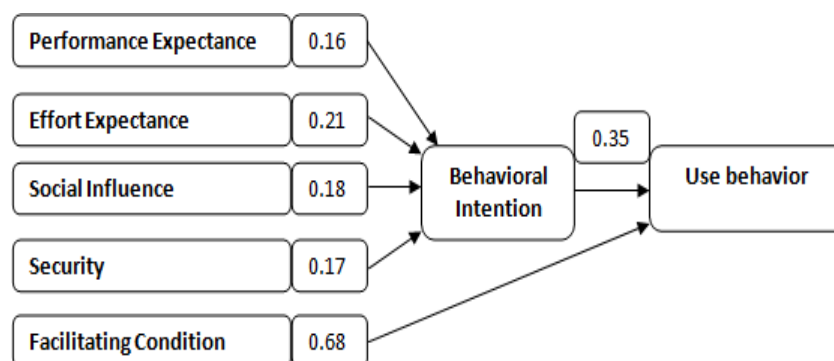 Performance Expectance 0.16
Effort Expectance 0.21
Social Influence 0.18
Security 0.17
Facilitating Condition 0.68
Behavioral
Intention
0.35
Use behavior